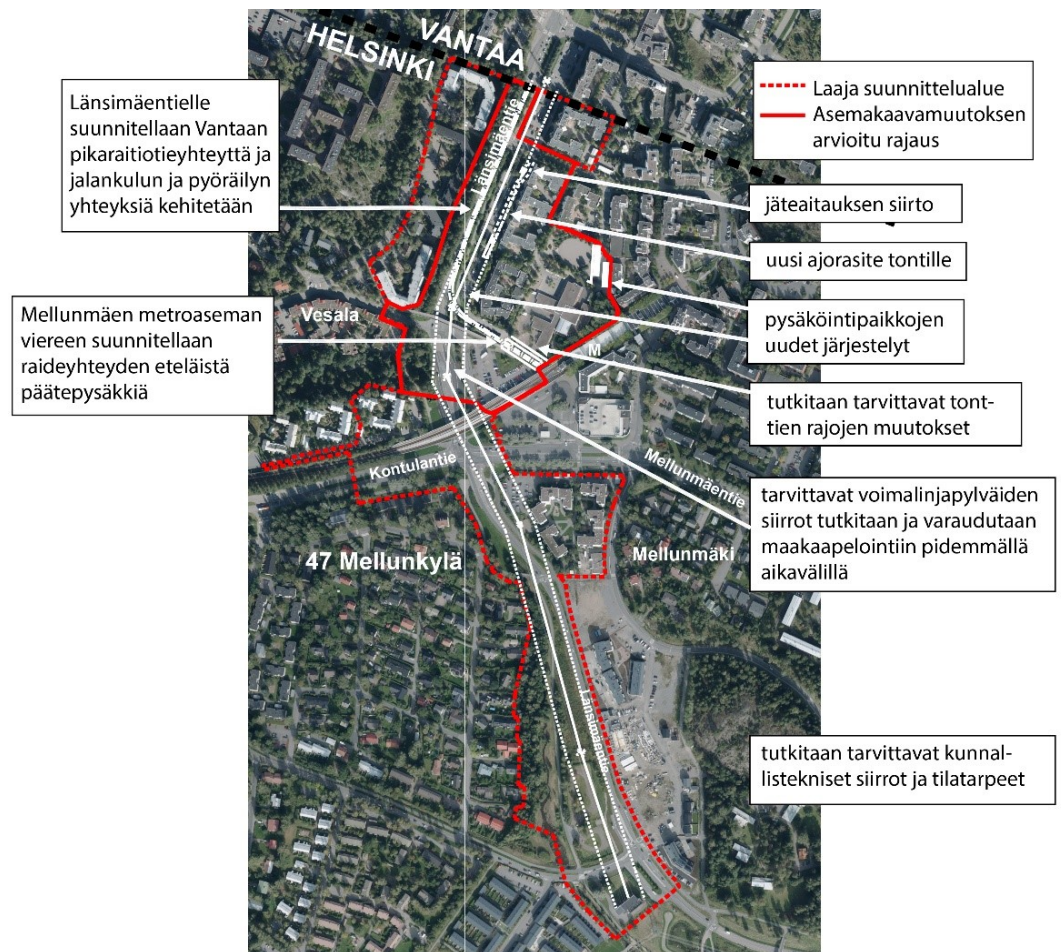 VANTAA
HELSINKI
Länsimäentielle
suunnitellaan Vantaan
pikaraitiotieyhteyttä ja
jalankulun ja pyöräilyn
yhteyksiä kehitetään
Laaja suunnittelualue
Asemakaavamuutoksen
arvioitu rajaus
Länsimäentie
jäteaitauksen siirto
uusi ajorasite tontille
Mellunmäen metroaseman
viereen suunnitellaan
raideyhteyden eteläistä
päätepysäkkiä
Vesala
pysäköintipaikkojen
uudet järjestelyt
M
tutkitaan tarvittavat tont-
tien rajojen muutokset
Kontulantie
Mellunmäentie
tarvittavat voimalinjapylväiden
siirrot tutkitaan ja varaudutaan
maakaapelointiin pidemmällä
aikavälillä
47 Mellunkylä
Mellunmäki
Länsimäentie
tutkitaan tarvittavat kunnal-
listekniset siirrot ja tilatarpeet